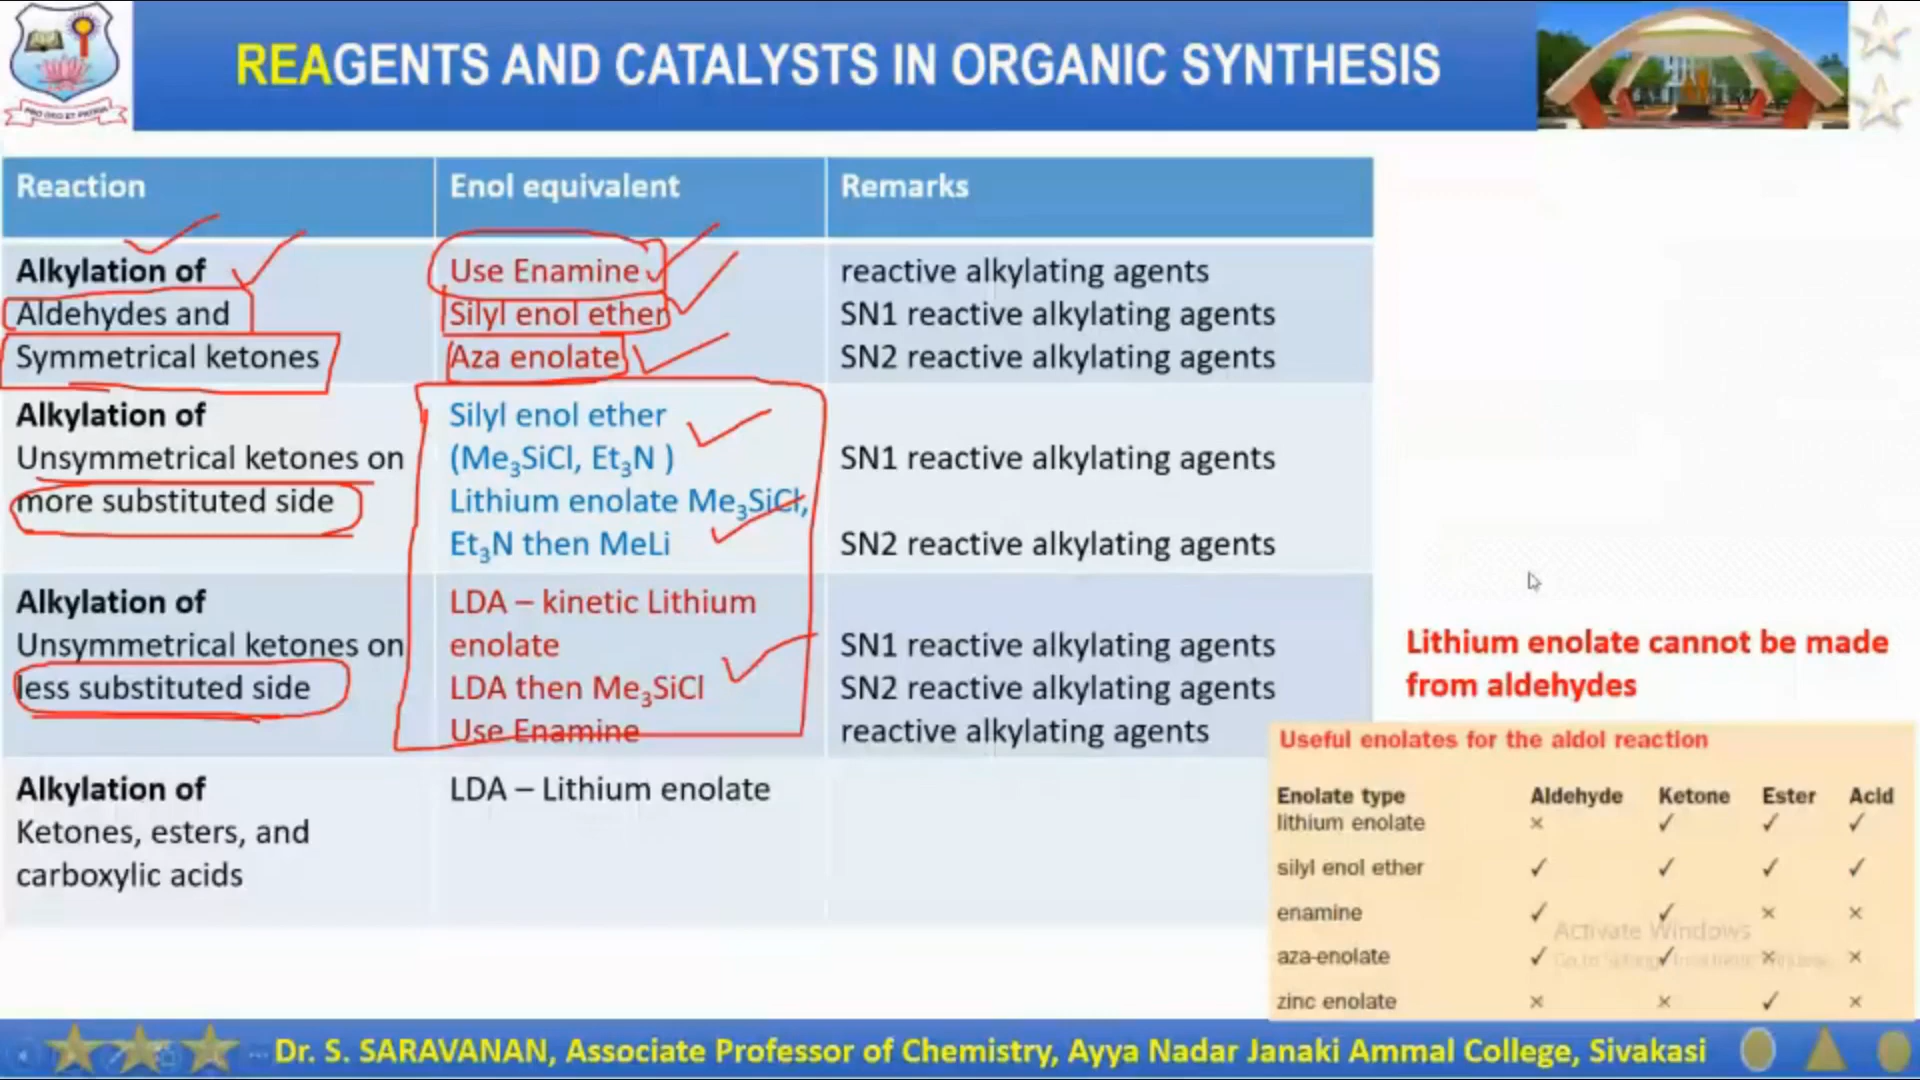 PRO DEO ET PATRIA
REAGENTS AND CATALYSTS IN ORGANIC SYNTHESIS
Reaction Enol equivalent Remarks
Alkylation of Use Enamine reactive alkylating agents
Aldehydes and Silyl enol ether SN1 reactive alkylating agents
Symmetrical ketones Aza enolate SN2 reactive alkylating agents
Alkylation of Silyl enol ether
Unsymmetrical ketones on (Me₃SiCl, Et₃N ) SN1 reactive alkylating agents
more substituted side Lithium enolate Me₃SiCl,
Et₃N then MeLi SN2 reactive alkylating agents
Alkylation of LDA – kinetic Lithium
Unsymmetrical ketones on enolate SN1 reactive alkylating agents
less substituted side LDA then Me₃SiCl SN2 reactive alkylating agents
Use Enamine reactive alkylating agents
Alkylation of LDA – Lithium enolate
Ketones, esters, and
carboxylic acids
Lithium enolate cannot be made
from aldehydes
Useful enolates for the aldol reaction
Enolate type Aldehyde Ketone Ester Acid
lithium enolate × ✓ ✓ ✓
silyl enol ether ✓ ✓ ✓ ✓
enamine ✓ ✓ × ×
Activate Windows
aza-enolate ✓ ✓ × ×
zinc enolate × × ✓ ×
Dr. S. SARAVANAN, Associate Professor of Chemistry, Ayya Nadar Janaki Ammal College, Sivakasi